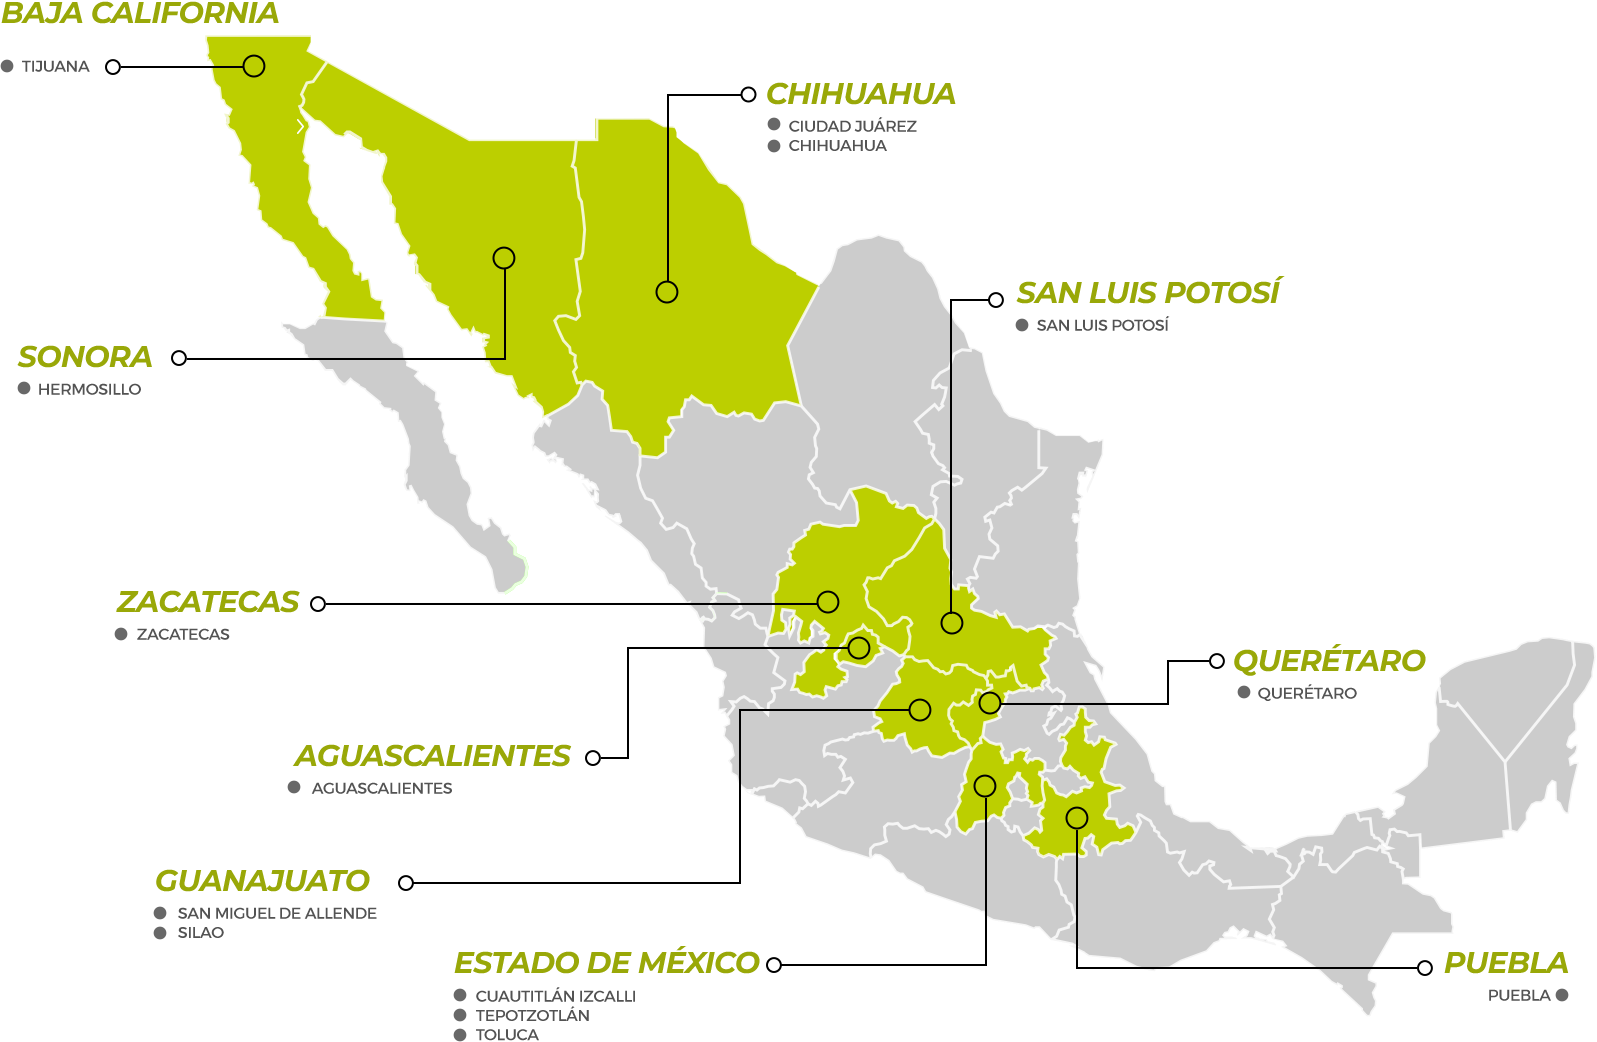 BAJA CALIFORNIA
TIJUANA
CHIHUAHUA
CIUDAD JUÁREZ
CHIHUAHUA
SAN LUIS POTOSÍ
SAN LUIS POTOSÍ
SONORA
HERMOSILLO
ZACATECAS
ZACATECAS
QUERÉTARO
QUERÉTARO
AGUASCALIENTES
AGUASCALIENTES
GUANAJUATO
SAN MIGUEL DE ALLENDE
SILAO
ESTADO DE MÉXICO
CUAUTITLÁN IZCALLI
TEPOTZOTLÁN
TOLUCA
PUEBLA
PUEBLA